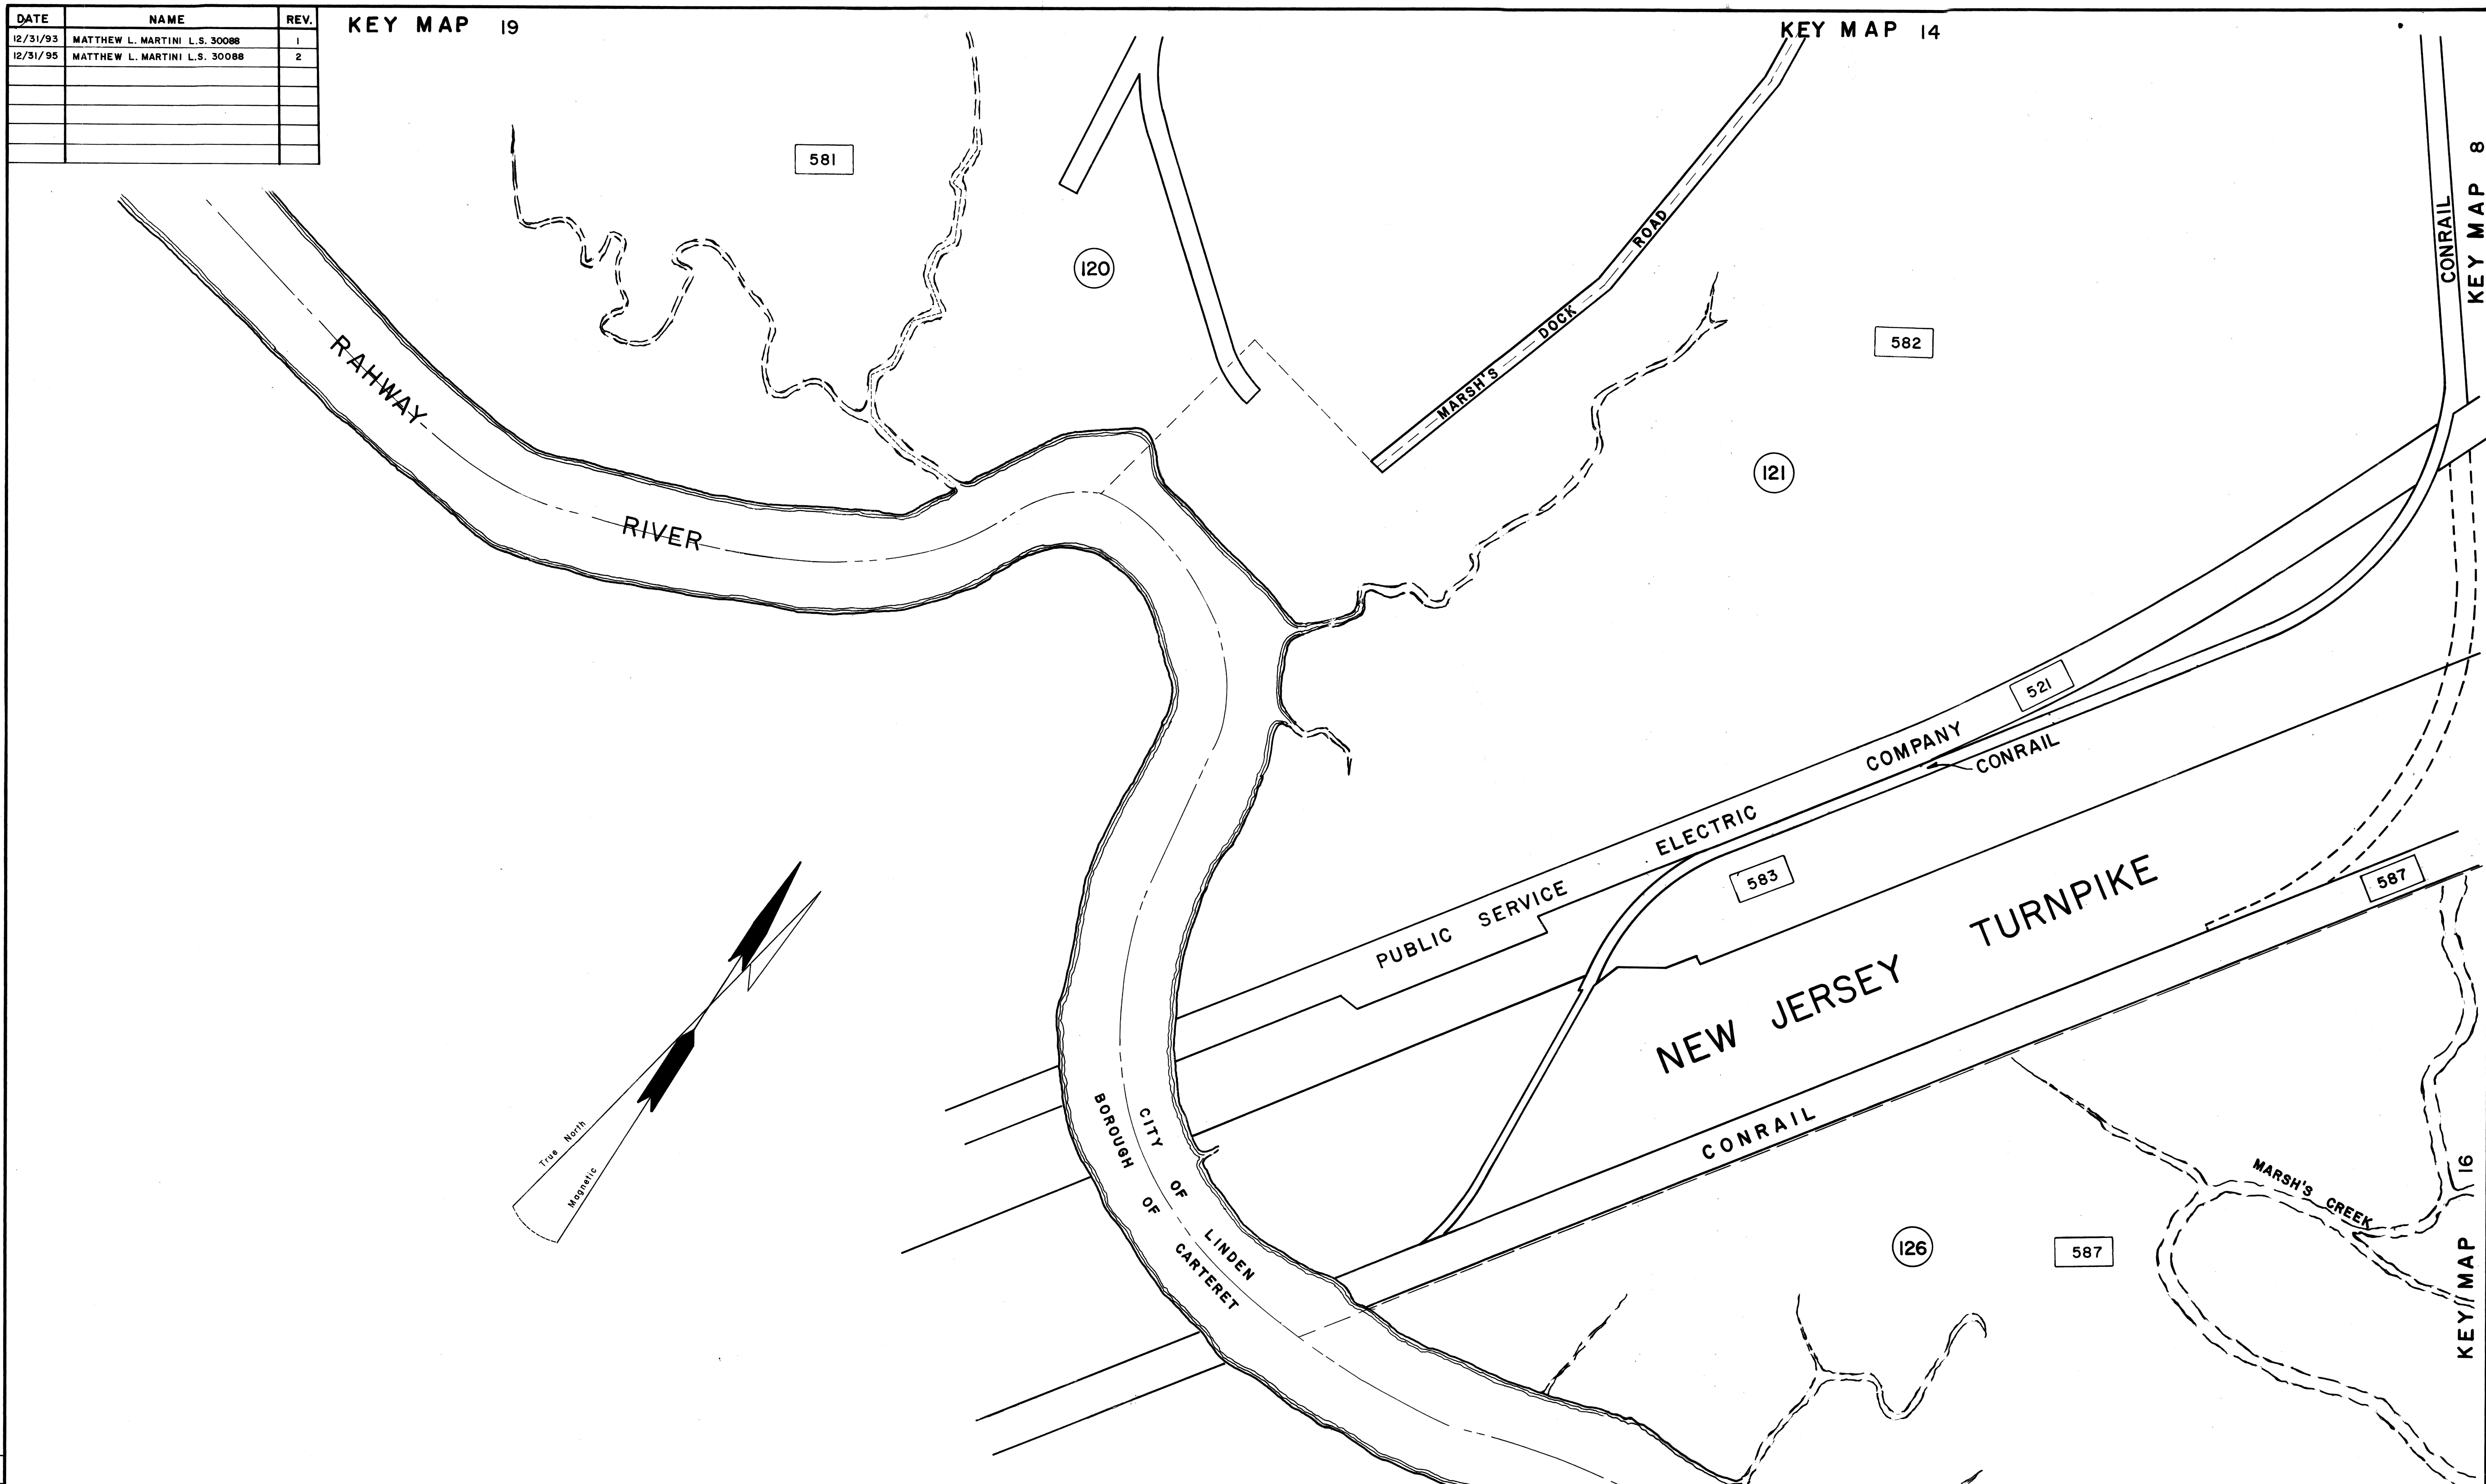 DATE NAME REV.
12/31/93 MATTHEW L. MARTINI L.S. 30088 1
12/31/95 MATTHEW L. MARTINI L.S. 30088 2
KEY MAP 19
KEY MAP 14
KEY MAP 8
CONRAIL
581
120
MARSH'S DOCK ROAD
582
121
RAHWAY RIVER
521
PUBLIC SERVICE ELECTRIC COMPANY
CONRAIL
583
587
NEW JERSEY TURNPIKE
CONRAIL
True North
Magnetic
CITY OF LINDEN
BOROUGH OF CARTERET
MARSH'S CREEK
126
587
KEY MAP 16